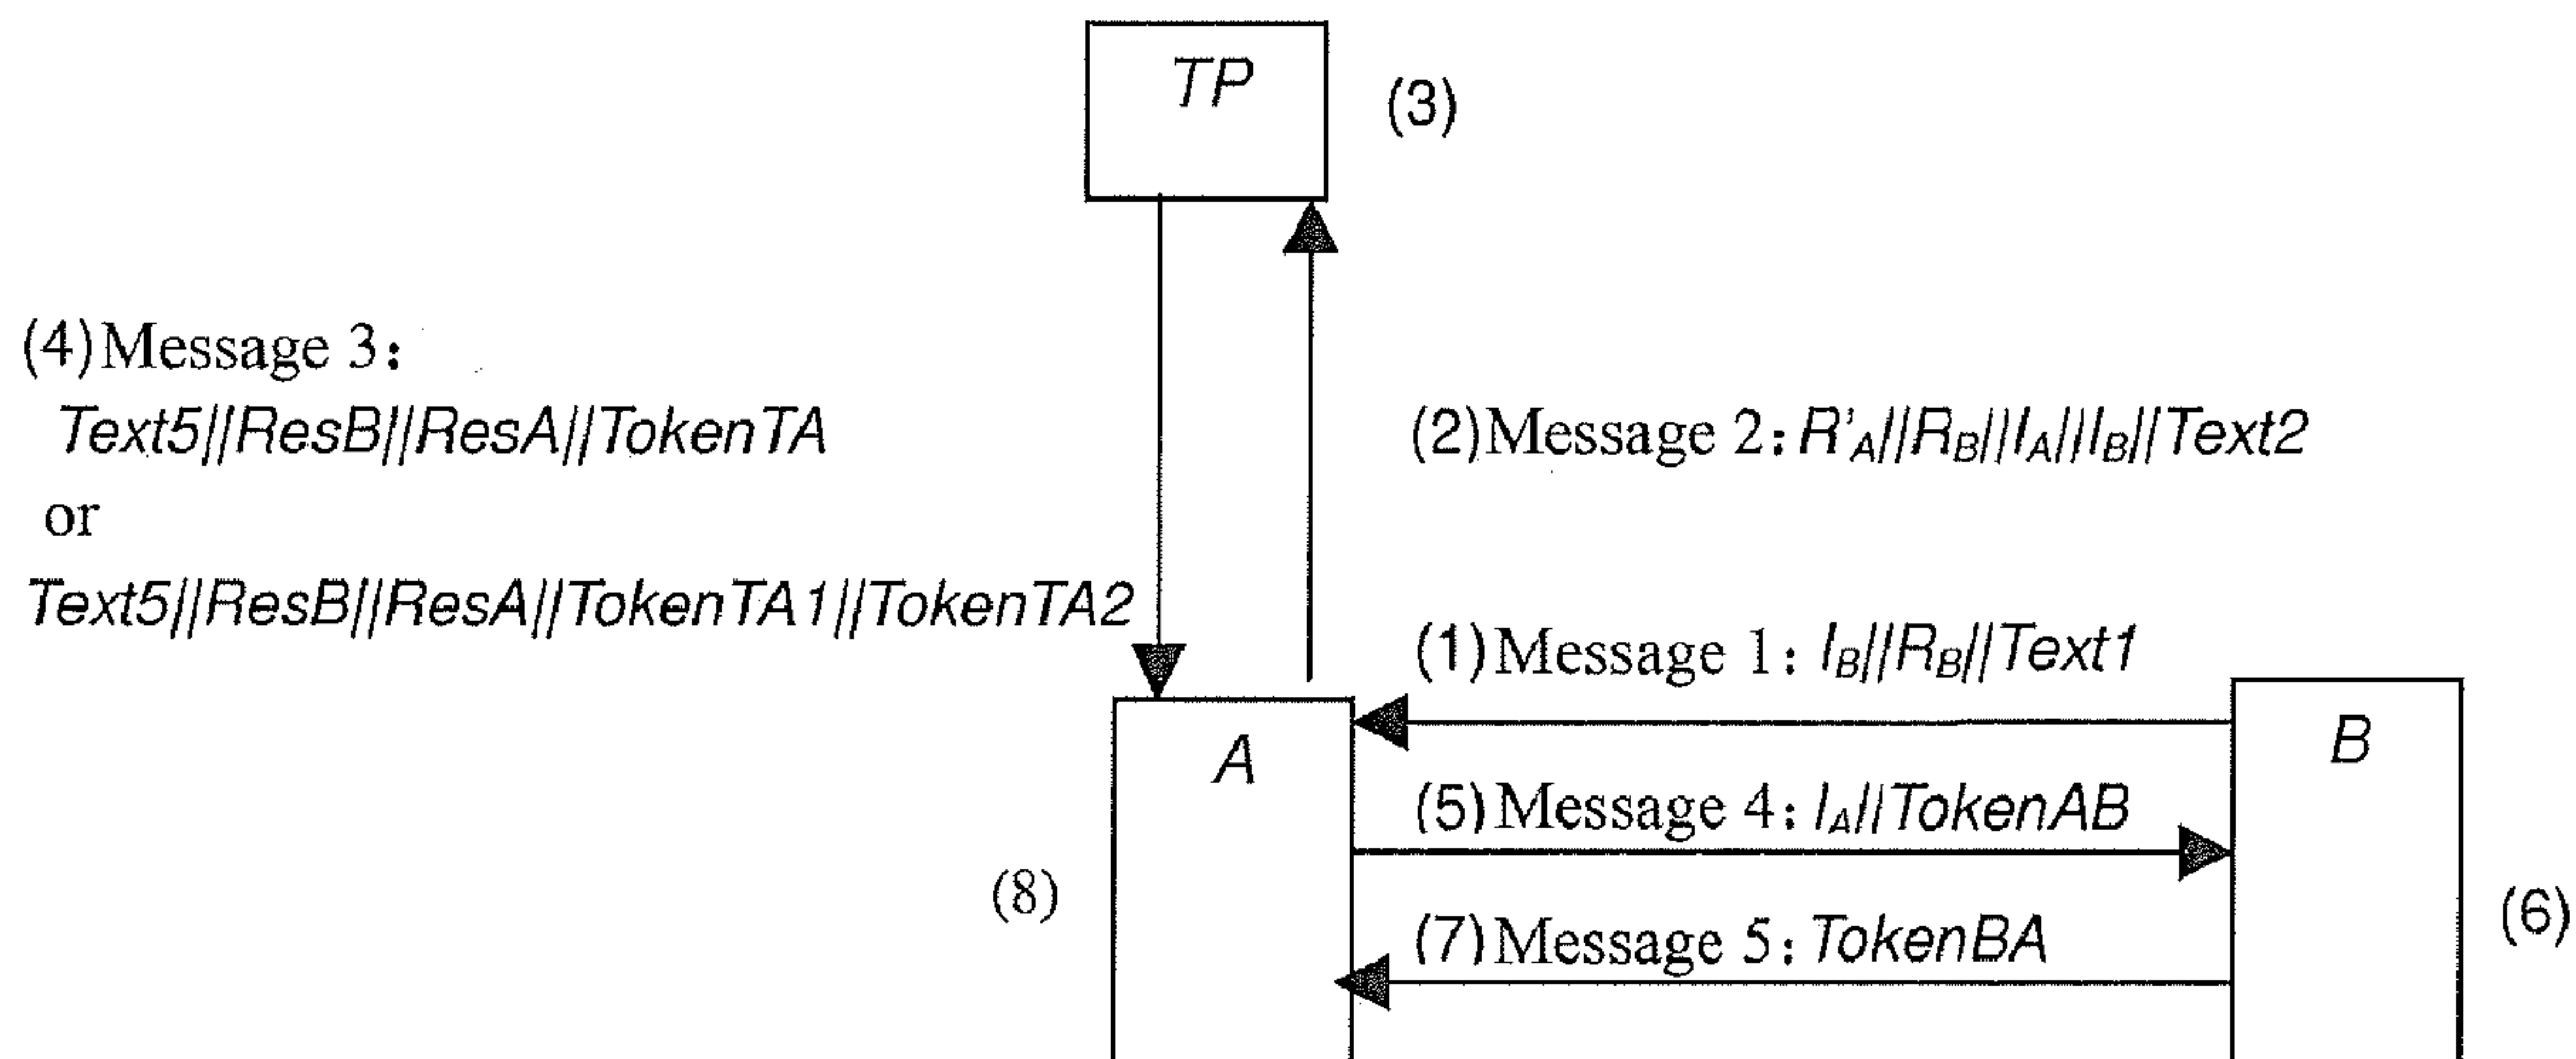 TP
(3)
(4)Message 3:
Text5||ResB||ResA||TokenTA
or
Text5||ResB||ResA||TokenTA1||TokenTA2
(2)Message 2: R'A||RB||IA||IB||Text2
(1)Message 1: IB||RB||Text1
A
B
(5)Message 4: IA||TokenAB
(8)
(6)
(7)Message 5: TokenBA